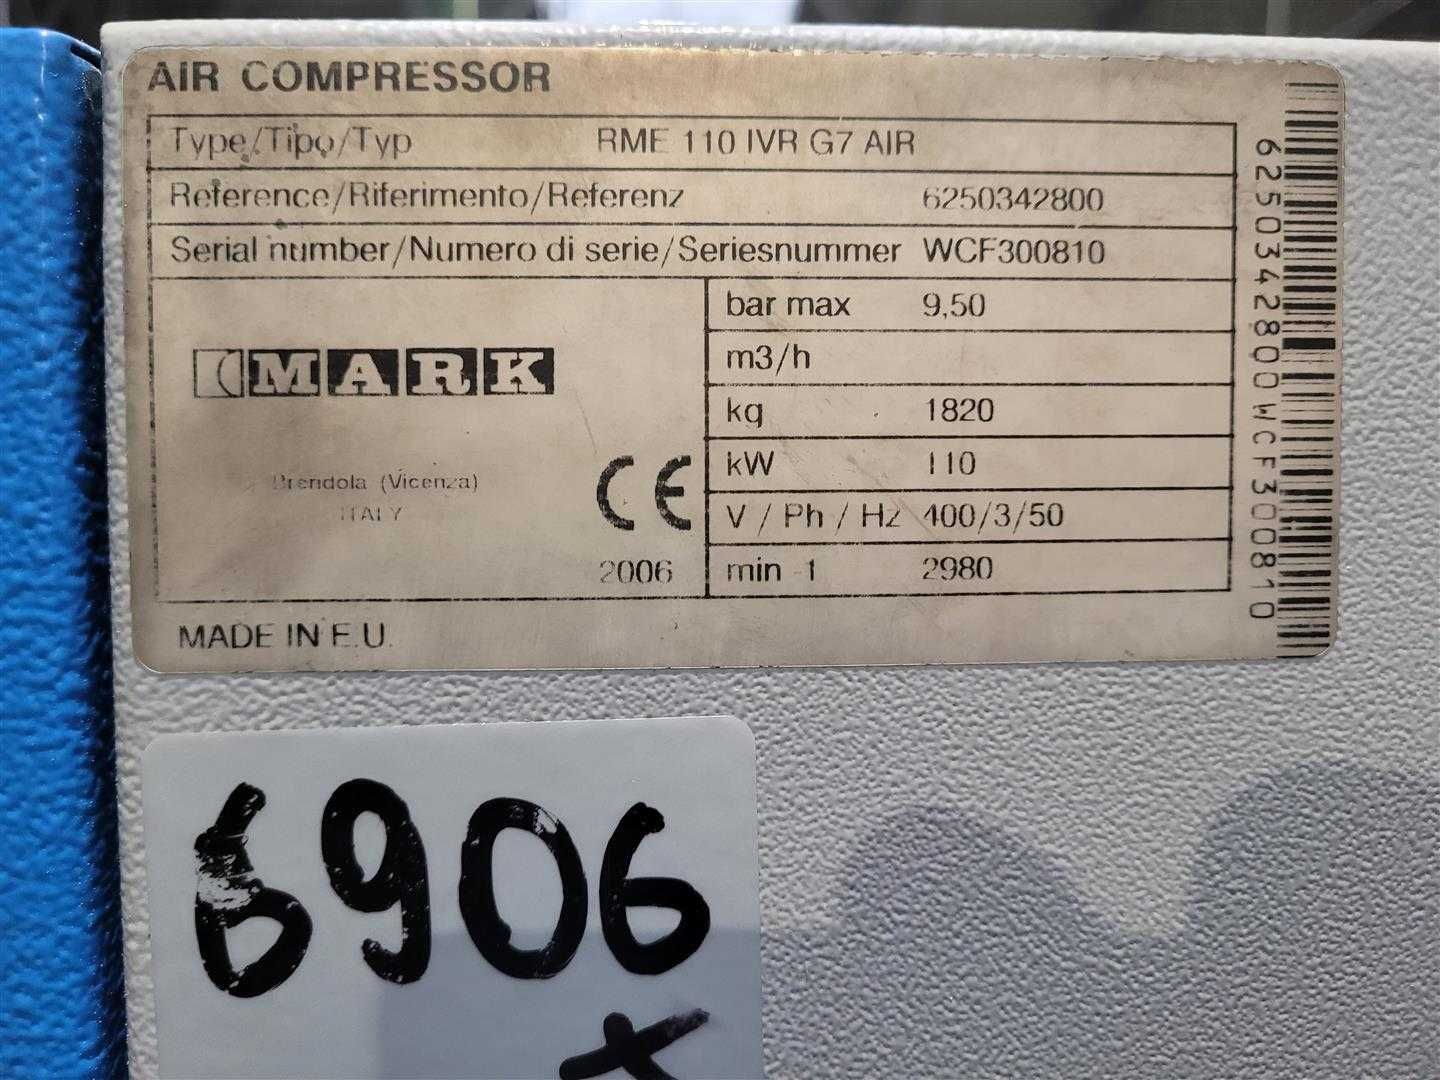 AIR COMPRESSOR
Type/Tipo/Typ RME 110 IVR G7 AIR
Reference/Riferimento/Referenz 6250342800
Serial number/Numero di serie/Seriesnummer WCF300810
bar max 9,50
m3/h
MARK
kg 1820
kW 110
Brendola (Vicenza)
ITALY
CE
V / Ph / Hz 400/3/50
2006
min -1 2980
MADE IN E.U.
6250342800WCF300810
6906